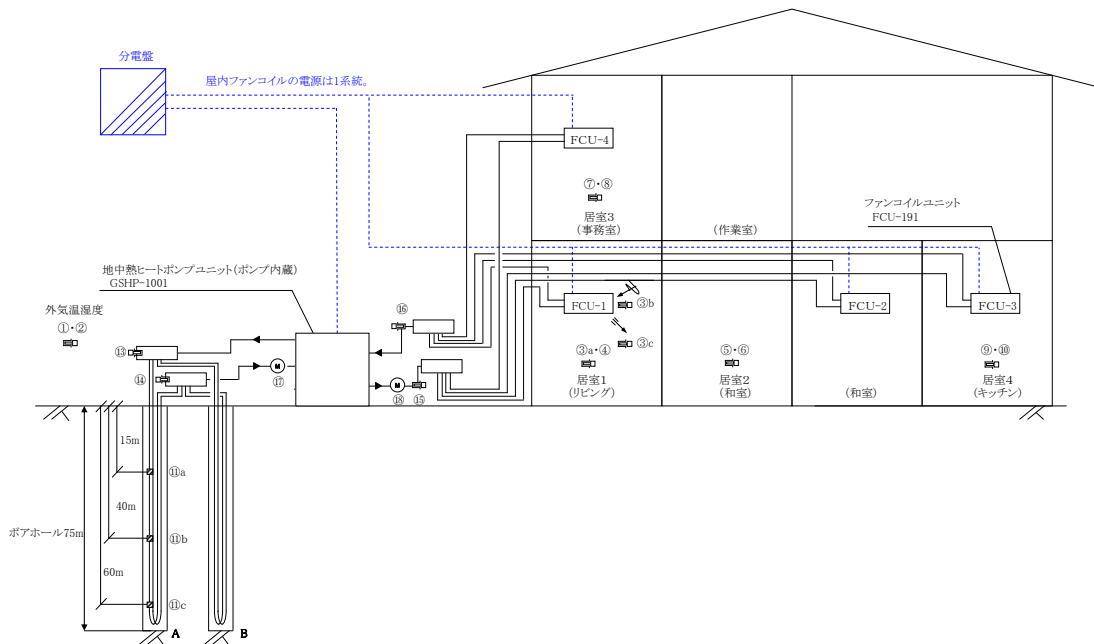 分電盤
屋内ファンコイルの電源は1系統。
FCU-4
⑦・⑧
居室3
(事務室)
(作業室)
ファンコイルユニット
FCU-191
地中熱ヒートポンプユニット(ポンプ内蔵)
GSHP-1001
外気温湿度
①・②
⑬
⑭
M
⑰
⑯
M
⑱
⑮
FCU-1
③b
③c
③a・④
居室1
(リビング)
⑤・⑥
居室2
(和室)
FCU-2
(和室)
FCU-3
⑨・⑩
居室4
(キッチン)
15m
⑪a
40m
⑪b
ボアホール75m
60m
⑪c
A
B